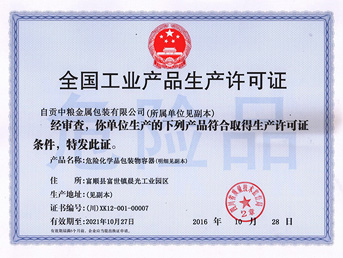 全国工业产品生产许可证
危险品
自贡中粮金属包装有限公司(所属单位见副本)
经审查，你单位生产的下列产品符合取得生产许可证
条件，特发此证。
产品名称:危险化学品包装物容器(明细见副本)
住所:富顺县富世镇晨光工业园区
生产地址:(见副本)
证书编号:(川)XK12-001-00007
有效期至:2021年10月27日
2016 年 10 月 28 日